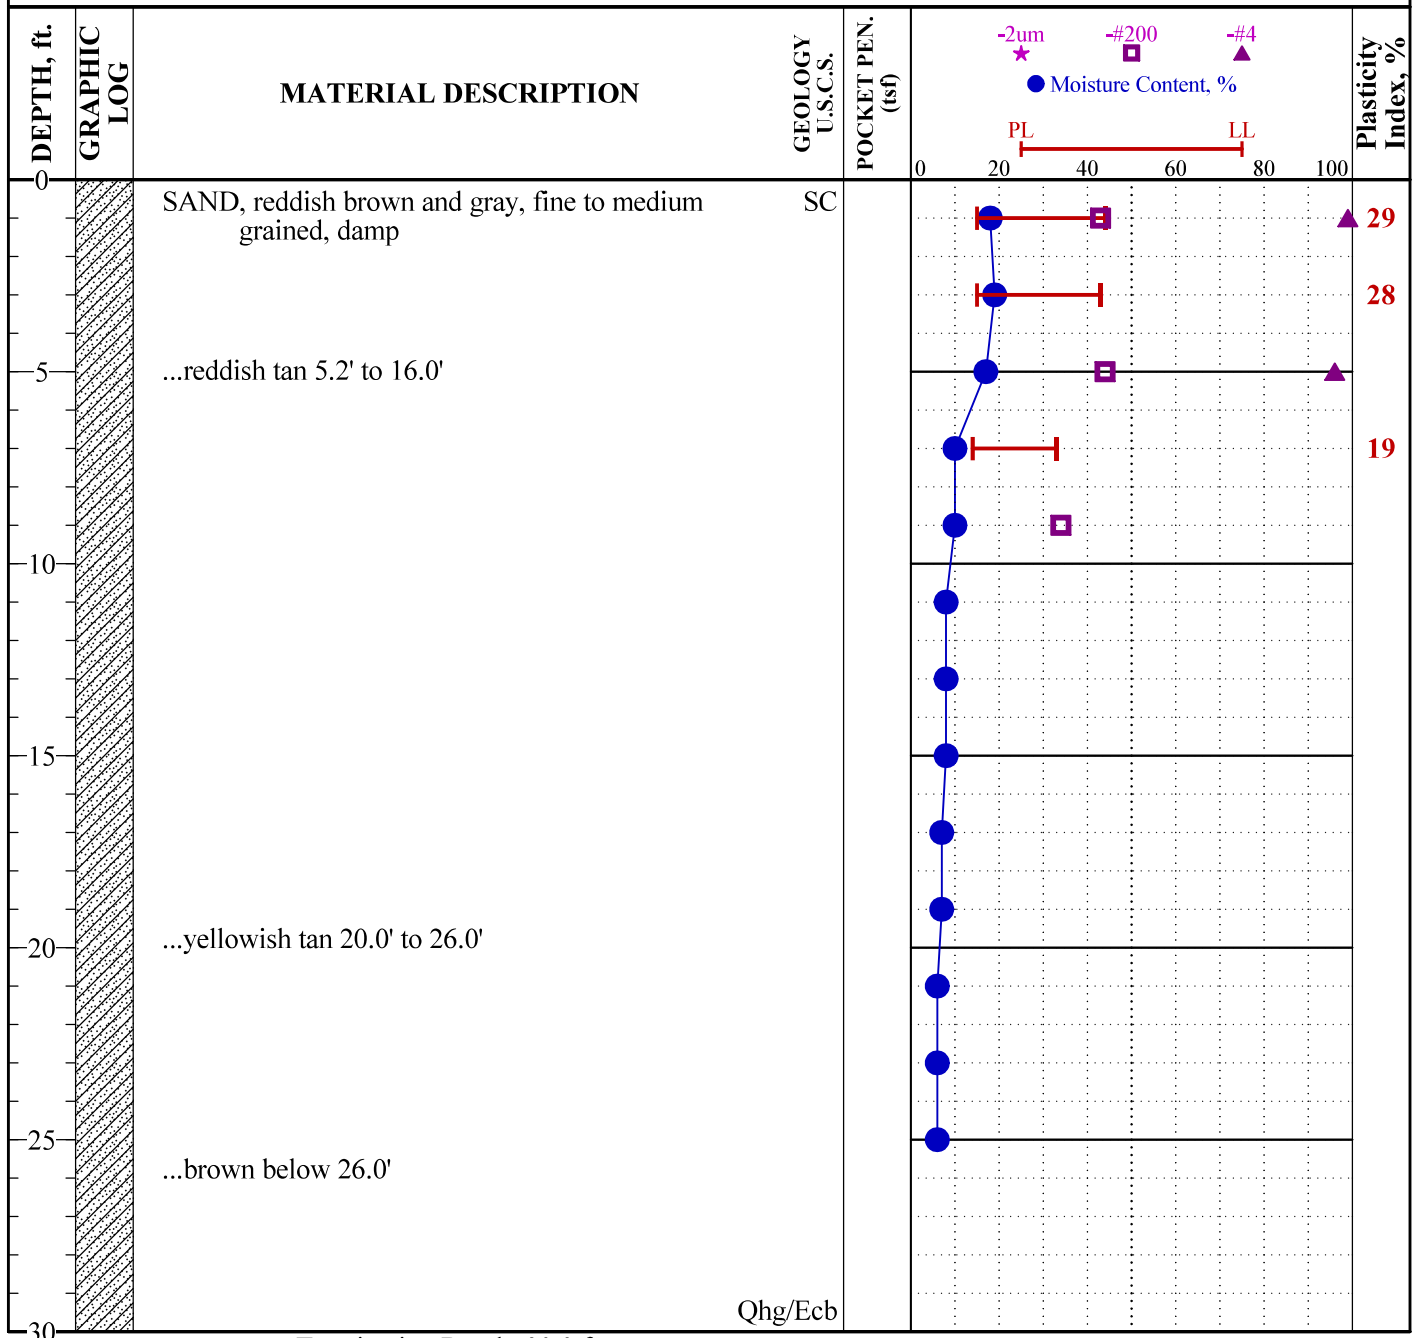 DEPTH, ft.
GRAPHIC
LOG
MATERIAL DESCRIPTION
GEOLOGY
U.S.C.S.
POCKET PEN.
(tsf)
-2um -#200 -#4
Moisture Content, %
PL LL
0 20 40 60 80 100
Plasticity
Index, %
0
SAND, reddish brown and gray, fine to medium
grained, damp
SC
29
28
5
...reddish tan 5.2' to 16.0'
19
10
15
...yellowish tan 20.0' to 26.0'
20
25
...brown below 26.0'
Qhg/Ecb
30